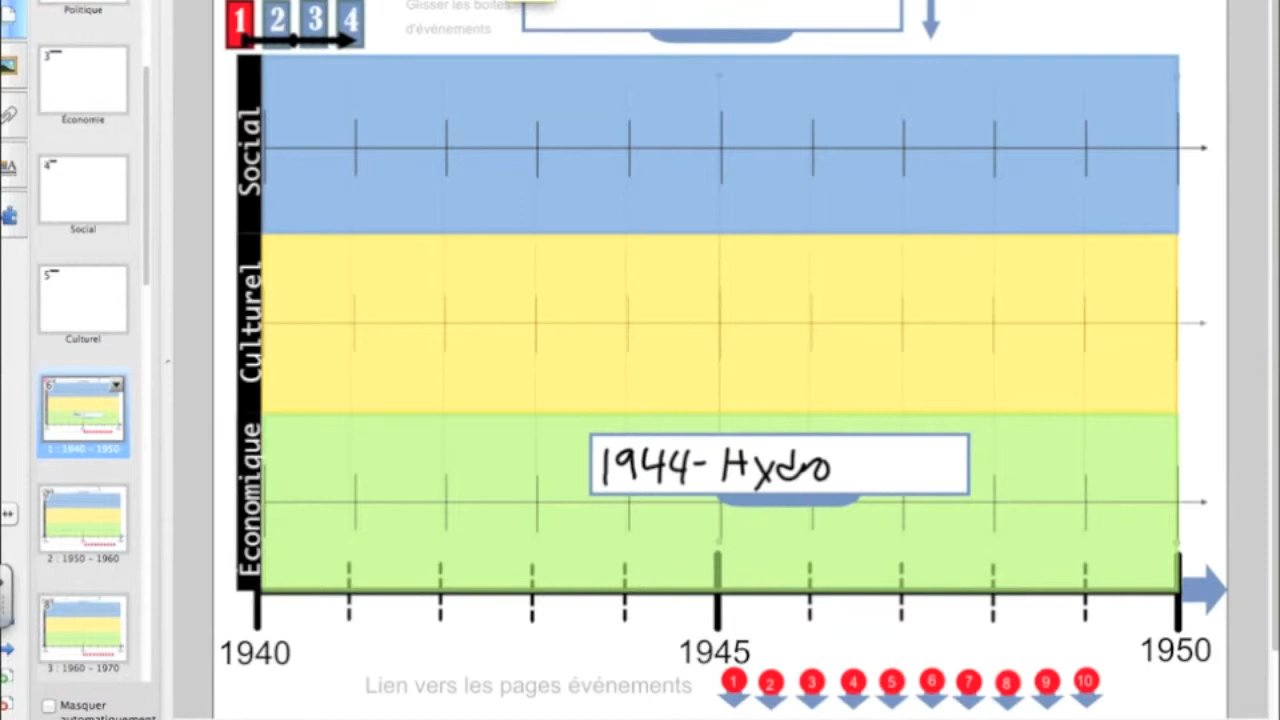 Politique
3
Économie
4
Social
5
Culturel
6
1 : 1940 - 1950
2 : 1950 - 1960
3 : 1960 - 1970
Masquer
automatiquement
1 2 3 4
Glisser les boîtes
d'événements
Social
Culturel
Economique
1944- Hydro
1940 1945 1950
Lien vers les pages événements 1 2 3 4 5 6 7 8 9 10